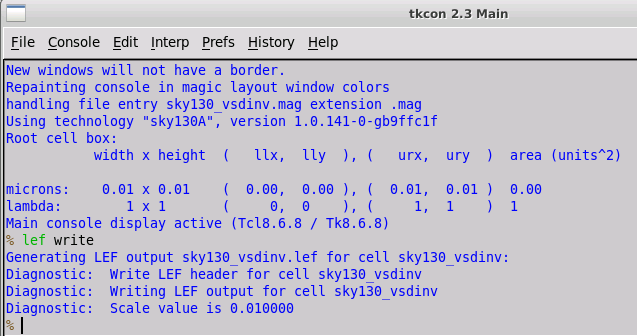 tkcon 2.3 Main
File Console Edit Interp Prefs History Help
New windows will not have a border.
Repainting console in magic layout window colors
handling file entry sky130_vsdinv.mag extension .mag
Using technology "sky130A", version 1.0.141-0-gb9ffc1f
Root cell box:
width x height ( llx, lly ), ( urx, ury ) area (units^2)
microns: 0.01 x 0.01 ( 0.00, 0.00 ), ( 0.01, 0.01 ) 0.00
lambda: 1 x 1 ( 0, 0 ), ( 1, 1 ) 1
Main console display active (Tcl8.6.8 / Tk8.6.8)
% lef write
Generating LEF output sky130_vsdinv.lef for cell sky130_vsdinv:
Diagnostic: Write LEF header for cell sky130_vsdinv
Diagnostic: Writing LEF output for cell sky130_vsdinv
Diagnostic: Scale value is 0.010000
%